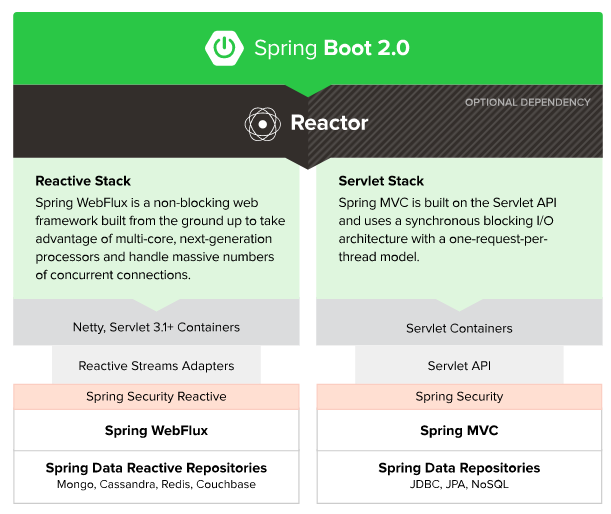 Spring Boot 2.0
OPTIONAL DEPENDENCY
Reactor
Reactive Stack
Spring WebFlux is a non-blocking web
framework built from the ground up to take
advantage of multi-core, next-generation
processors and handle massive numbers
of concurrent connections.
Servlet Stack
Spring MVC is built on the Servlet API
and uses a synchronous blocking I/O
architecture with a one-request-per-
thread model.
Netty, Servlet 3.1+ Containers
Servlet Containers
Reactive Streams Adapters
Servlet API
Spring Security Reactive
Spring Security
Spring WebFlux
Spring MVC
Spring Data Reactive Repositories
Mongo, Cassandra, Redis, Couchbase
Spring Data Repositories
JDBC, JPA, NoSQL